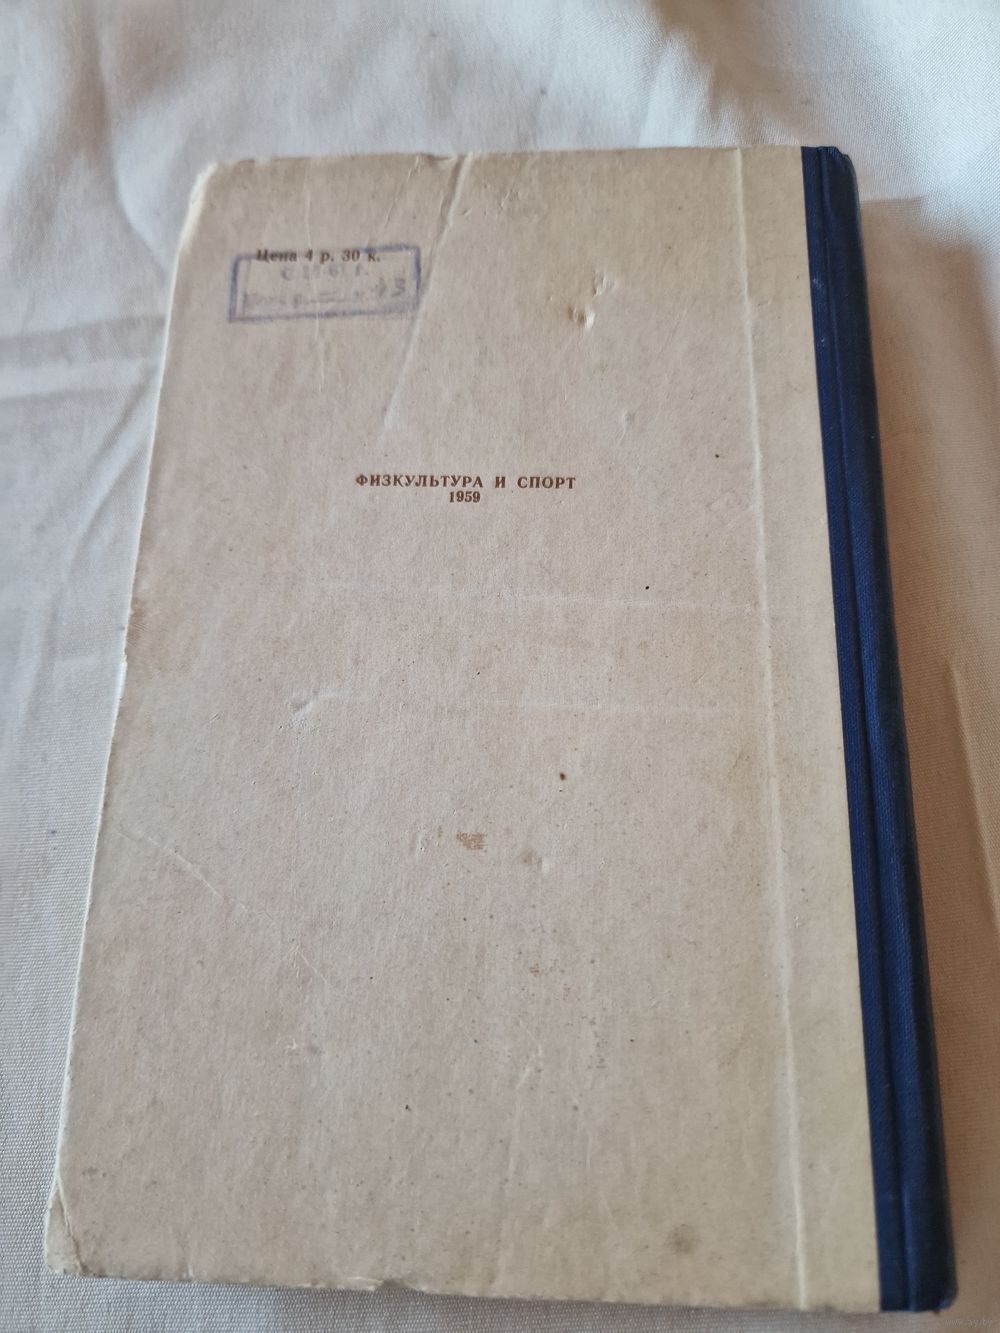 Цена 4 р. 30 к.
ФИЗКУЛЬТУРА И СПОРТ
1959